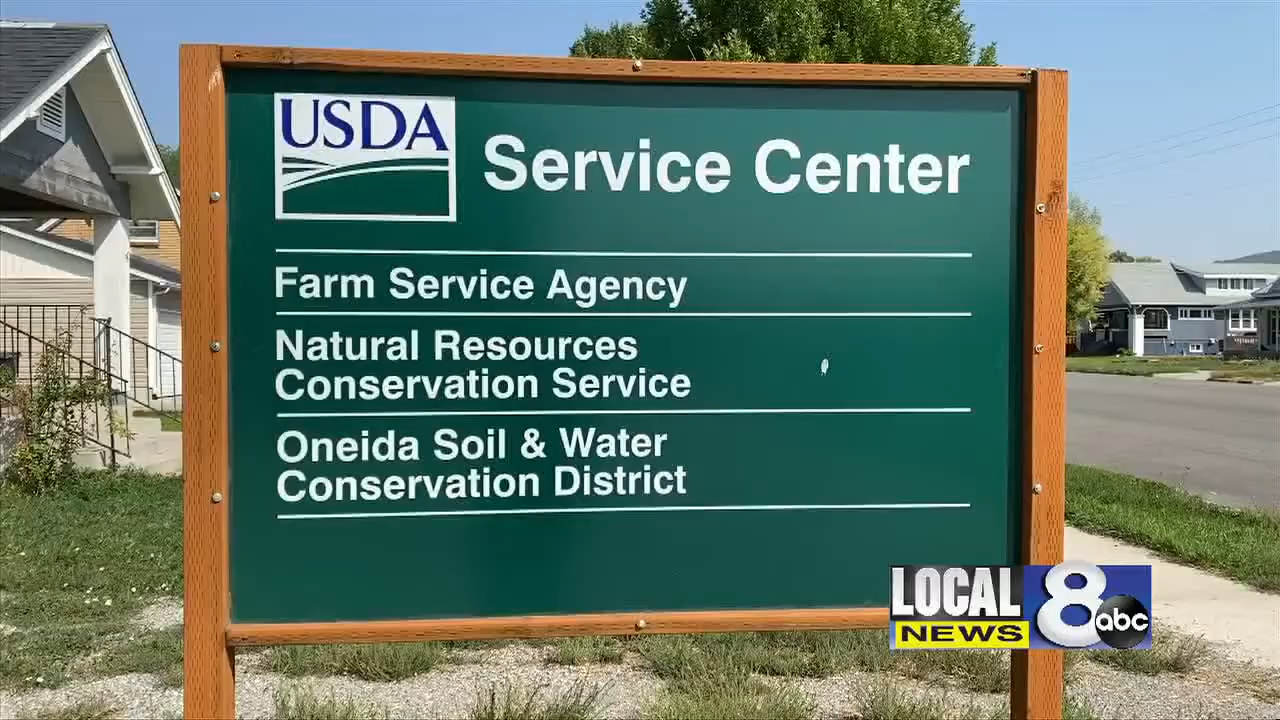 USDA
Service Center
Farm Service Agency
Natural Resources
Conservation Service
Oneida Soil & Water
Conservation District
LOCAL
NEWS
8
abc